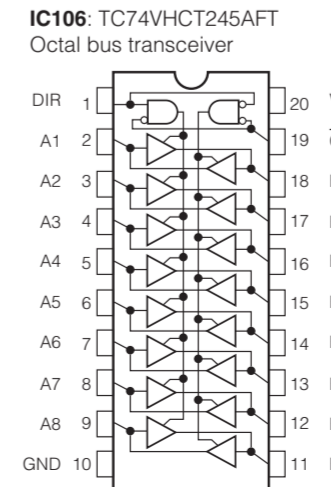 IC106: TC74VHCT245AFT
Octal bus transceiver
DIR 1 20
A1 2 19
A2 3 18
A3 4 17
A4 5 16
A5 6 15
A6 7 14
A7 8 13
A8 9 12
GND 10 11